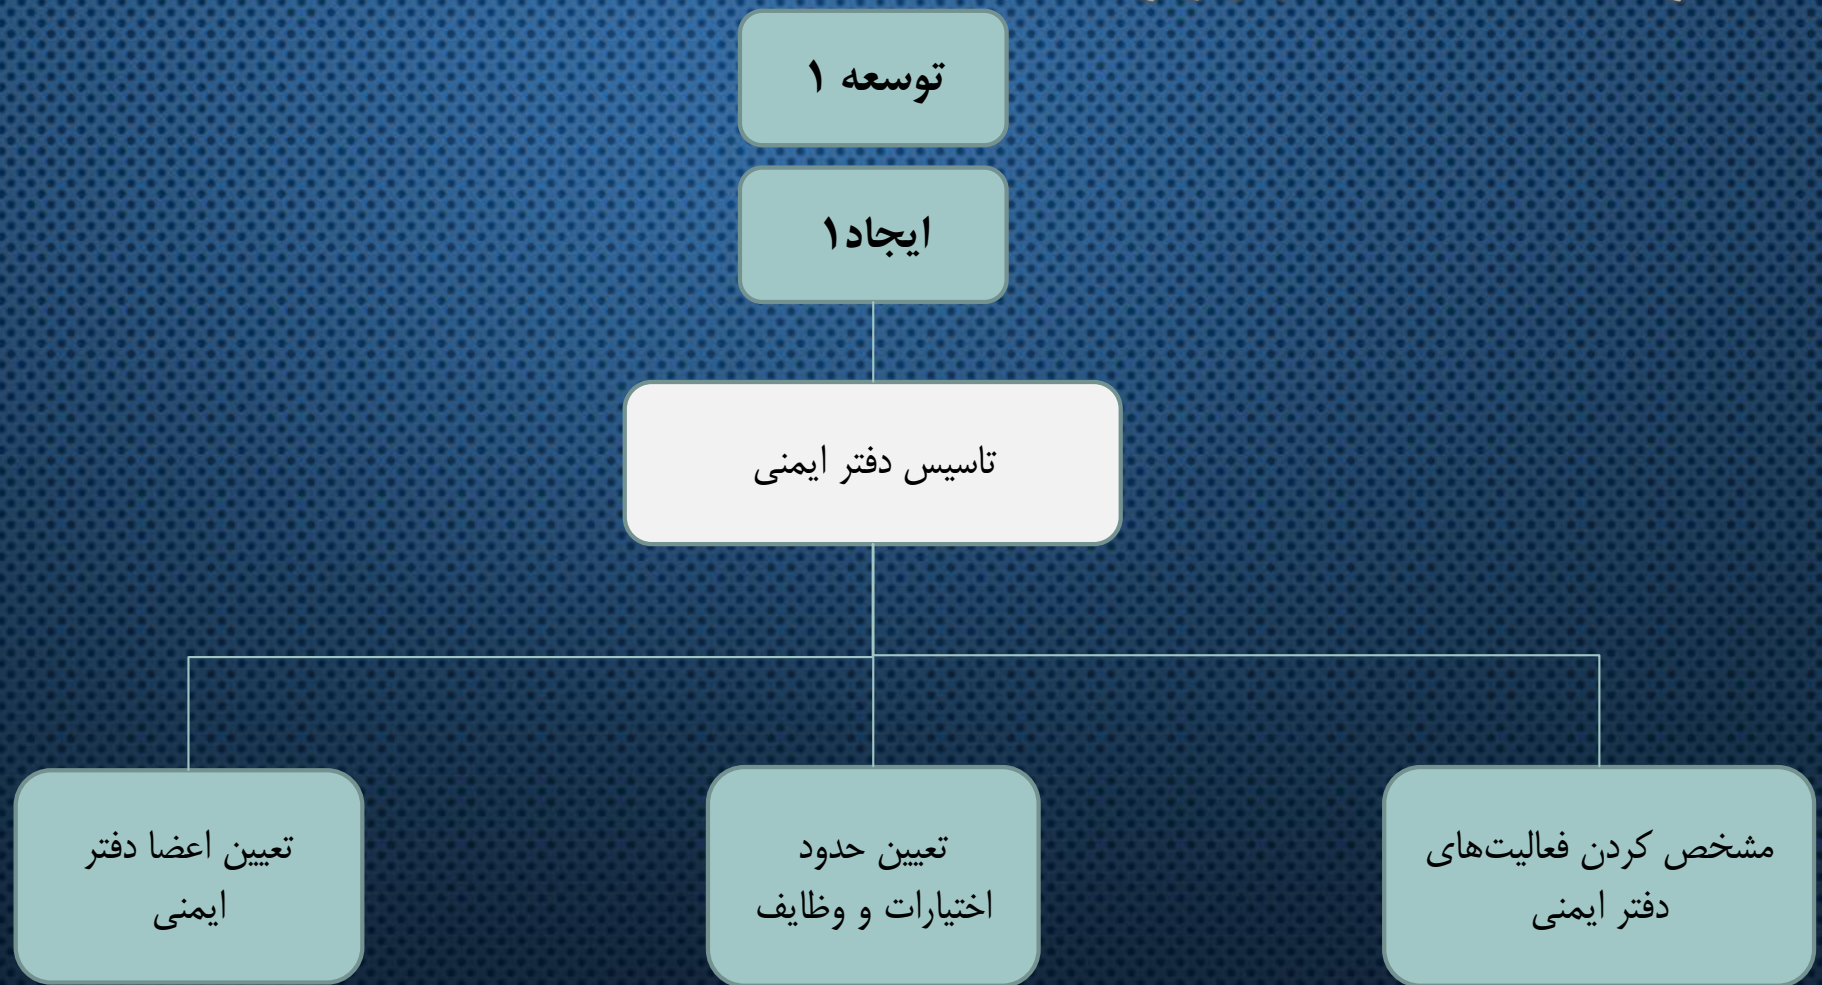 توسعه ۱
ایجاد۱
تاسیس دفتر ایمنی
مشخص کردن فعالیت‌های
دفتر ایمنی
تعیین حدود
اختیارات و وظایف
تعیین اعضا دفتر
ایمنی